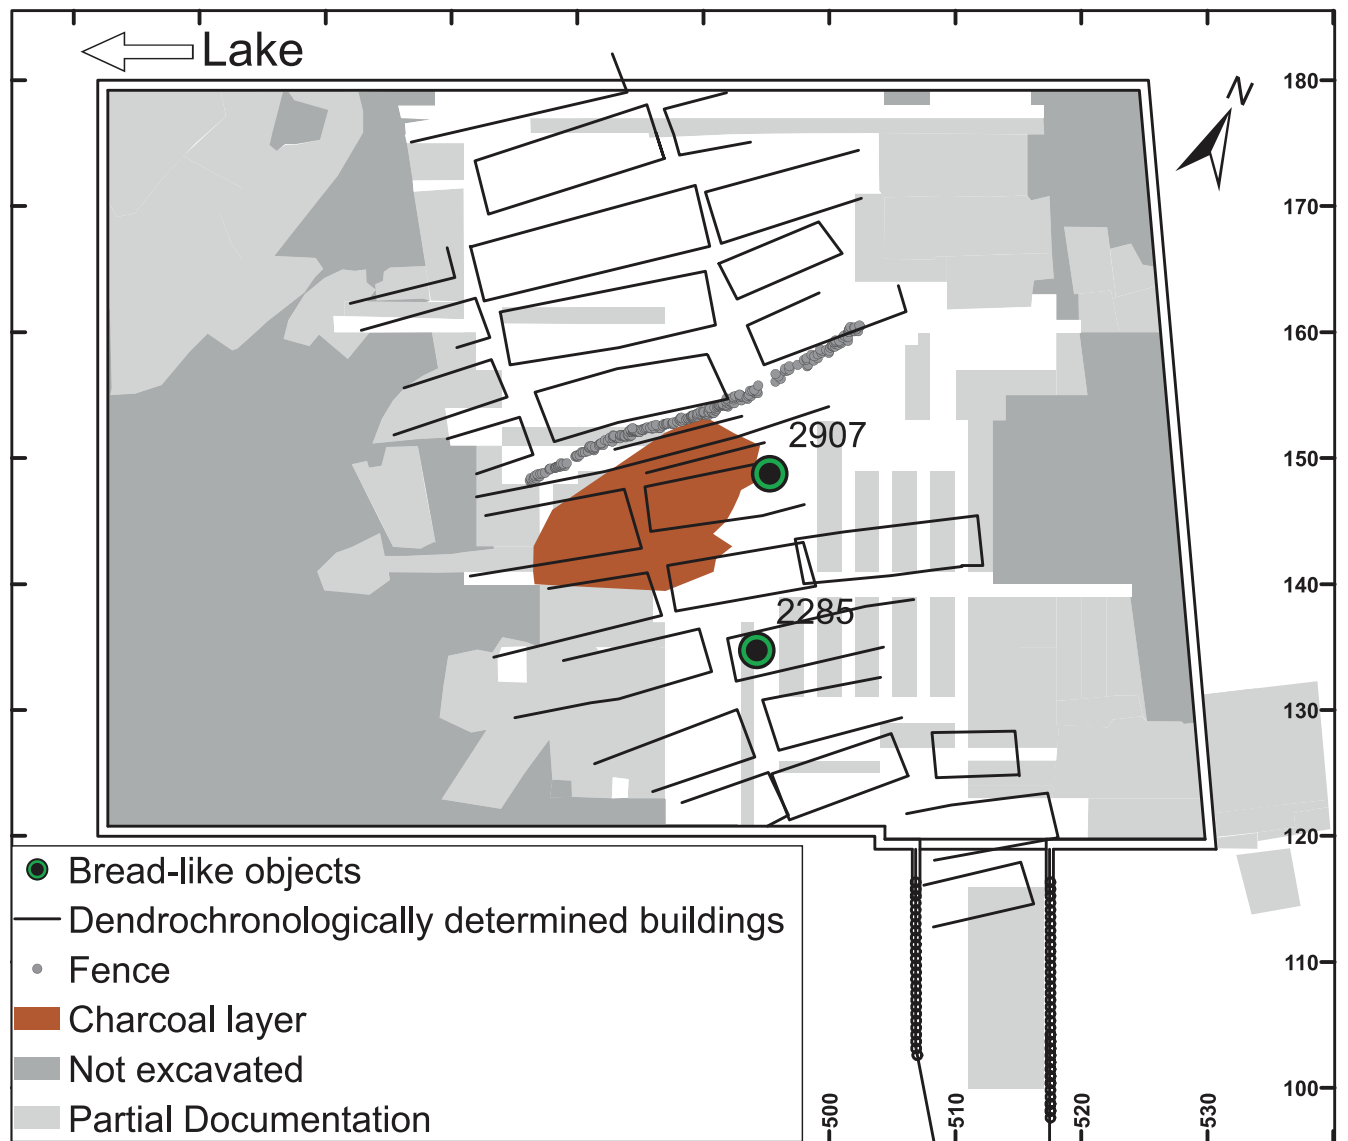 Lake
N
180
170
160
150
2907
140
2285
130
120
110
100
500
510
520
530
Bread-like objects
Dendrochronologically determined buildings
Fence
Charcoal layer
Not excavated
Partial Documentation